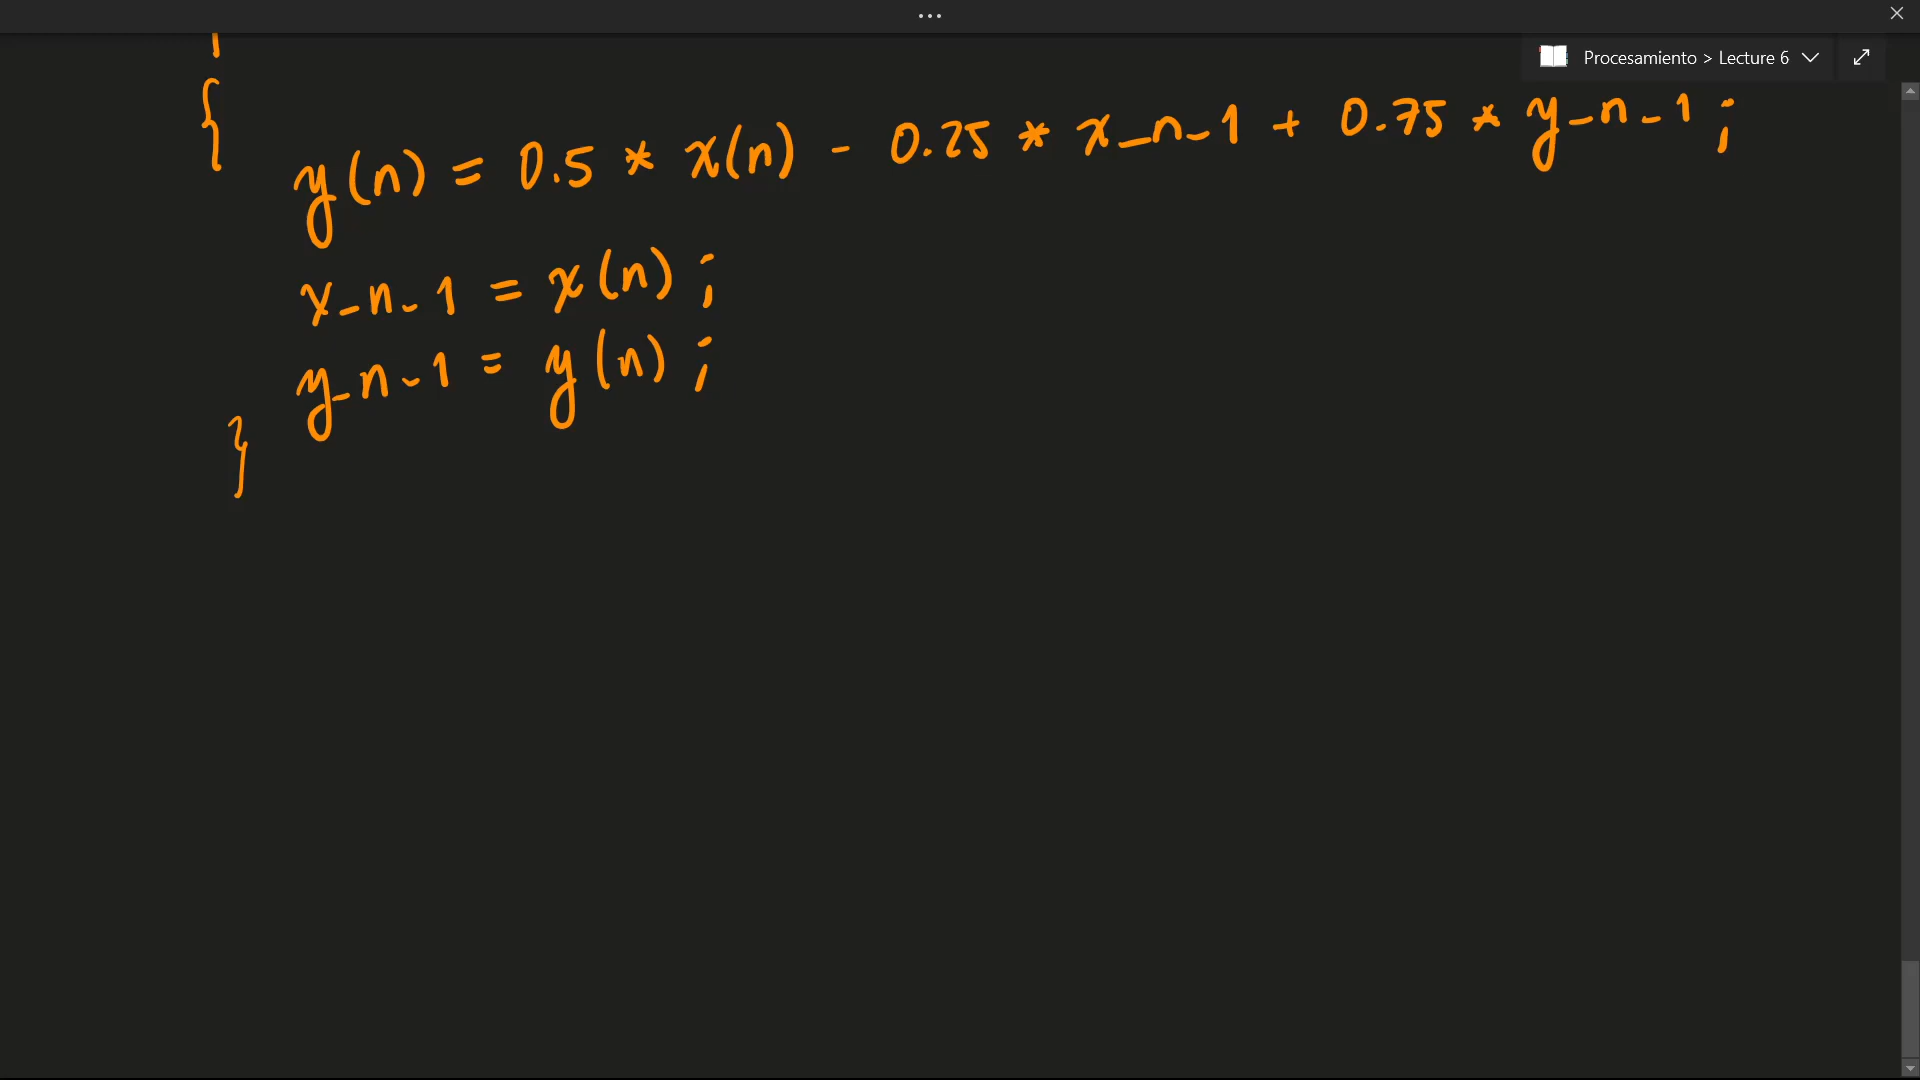 Procesamiento > Lecture 6
{
y(n) = 0.5 * x(n) - 0.25 * x_n_1 + 0.75 * y_n_1 ;
x_n_1 = x(n) ;
y_n_1 = y(n) ;
}